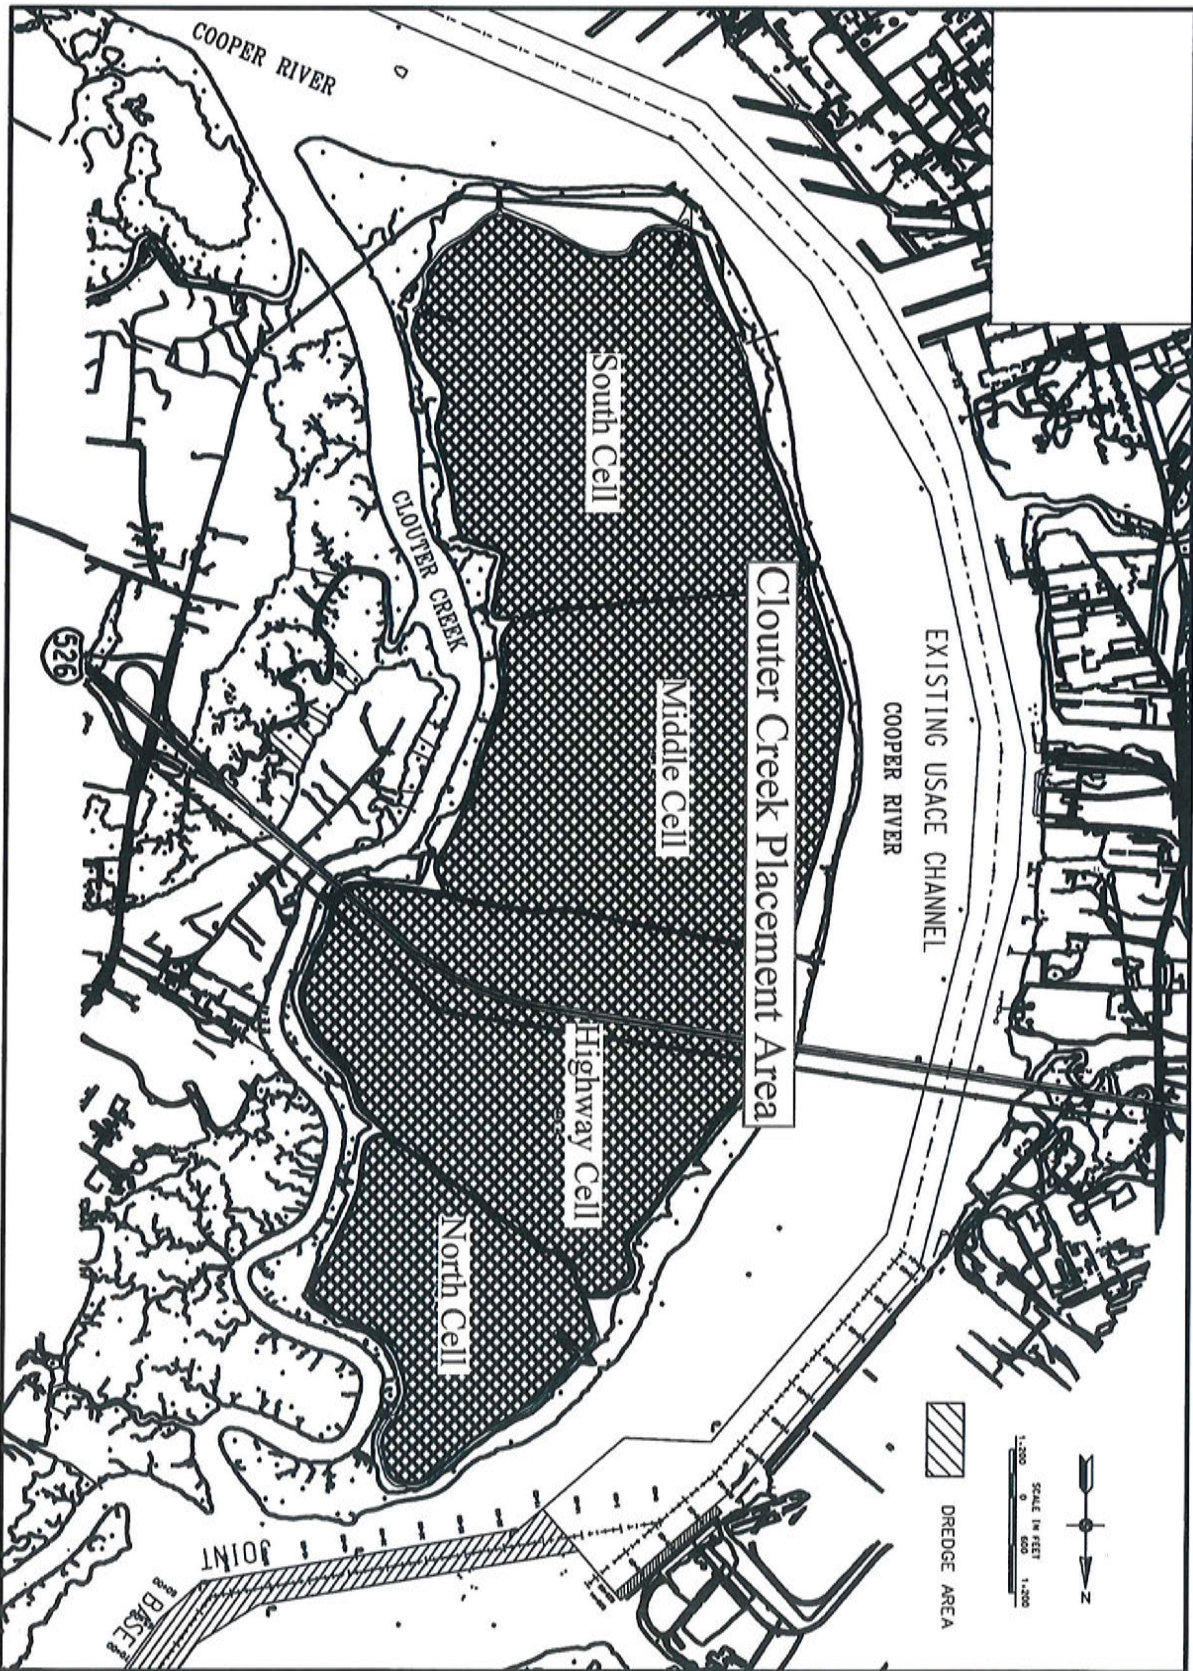 COOPER RIVER
South Cell
CLOUTER CREEK
Clouter Creek Placement Area
Middle Cell
EXISTING USACE CHANNEL
COOPER RIVER
526
Highway Cell
North Cell
N
SCALE IN FEET
1,200 0 600 1,200
DREDGE AREA
JOINT
BASE